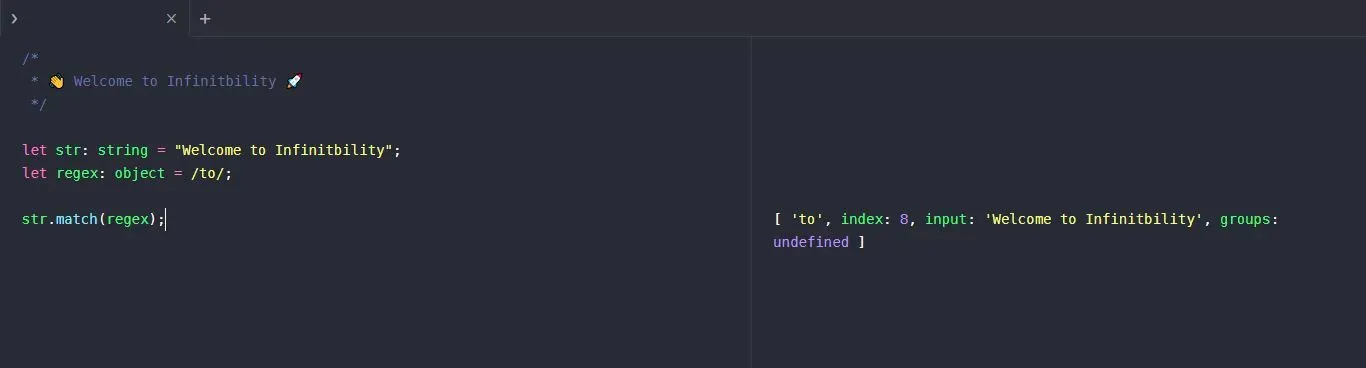 /*
 * 👋 Welcome to Infinitbility 🚀
 */
let str: string = "Welcome to Infinitbility";
let regex: object = /to/;
str.match(regex);
[ 'to', index: 8, input: 'Welcome to Infinitbility', groups:
undefined ]